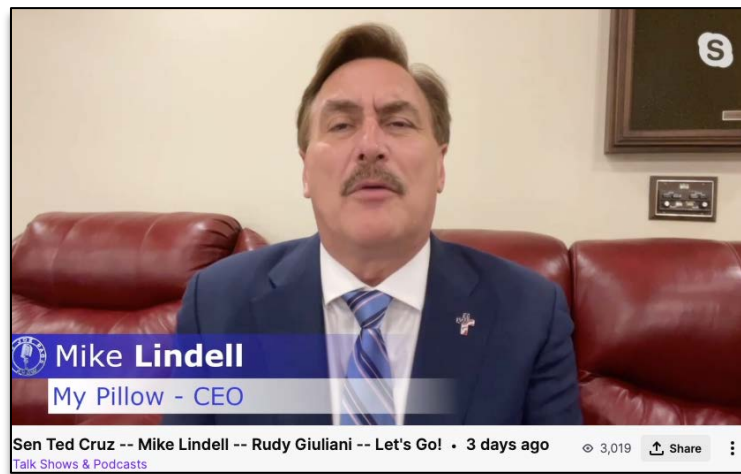 S
Mike Lindell
My Pillow - CEO
Sen Ted Cruz -- Mike Lindell -- Rudy Giuliani -- Let's Go! • 3 days ago
3,019
Share
Talk Shows & Podcasts